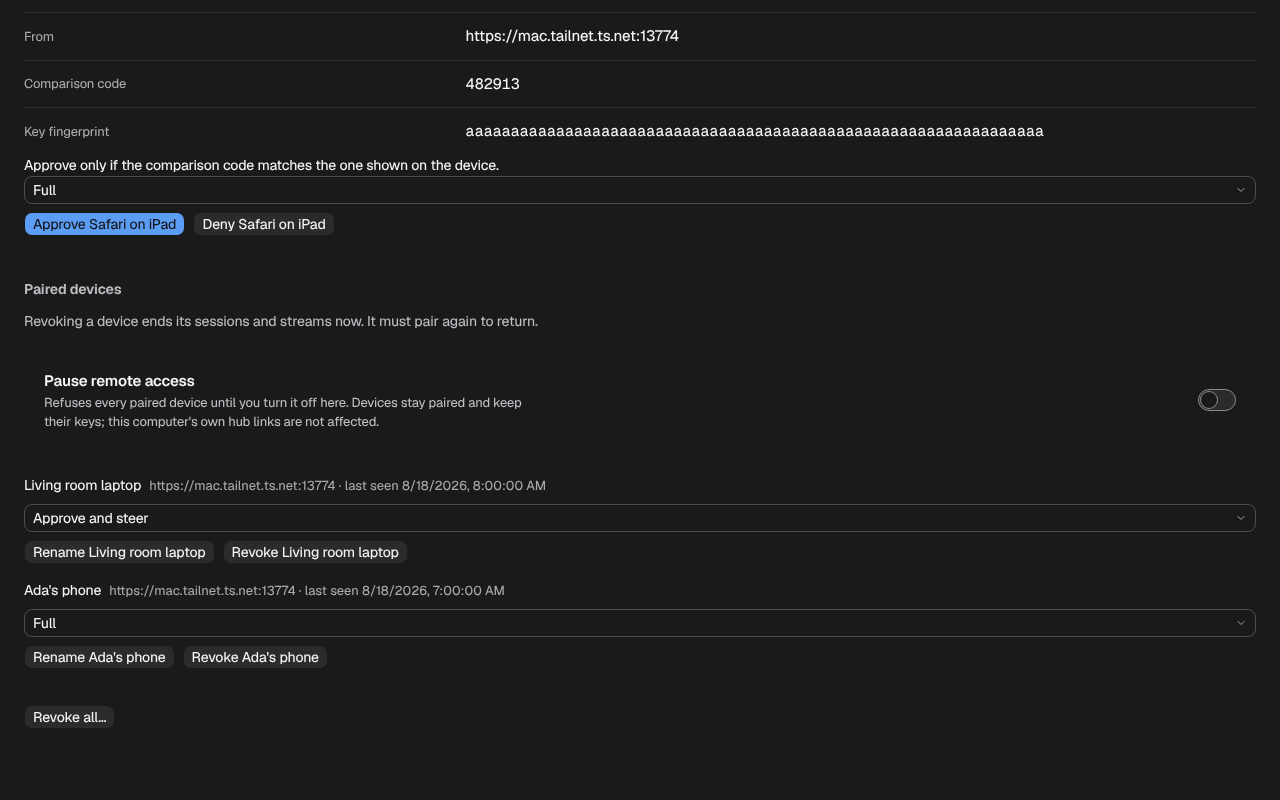 From
https://mac.tailnet.ts.net:13774
Comparison code
482913
Key fingerprint
aaaaaaaaaaaaaaaaaaaaaaaaaaaaaaaaaaaaaaaaaaaaaaaaaaaaaaaaaaaaaaaa
Approve only if the comparison code matches the one shown on the device.
Full
Approve Safari on iPad
Deny Safari on iPad
Paired devices
Revoking a device ends its sessions and streams now. It must pair again to return.
Pause remote access
Refuses every paired device until you turn it off here. Devices stay paired and keep
their keys; this computer's own hub links are not affected.
Living room laptop https://mac.tailnet.ts.net:13774 · last seen 8/18/2026, 8:00:00 AM
Approve and steer
Rename Living room laptop
Revoke Living room laptop
Ada's phone https://mac.tailnet.ts.net:13774 · last seen 8/18/2026, 7:00:00 AM
Full
Rename Ada's phone
Revoke Ada's phone
Revoke all...